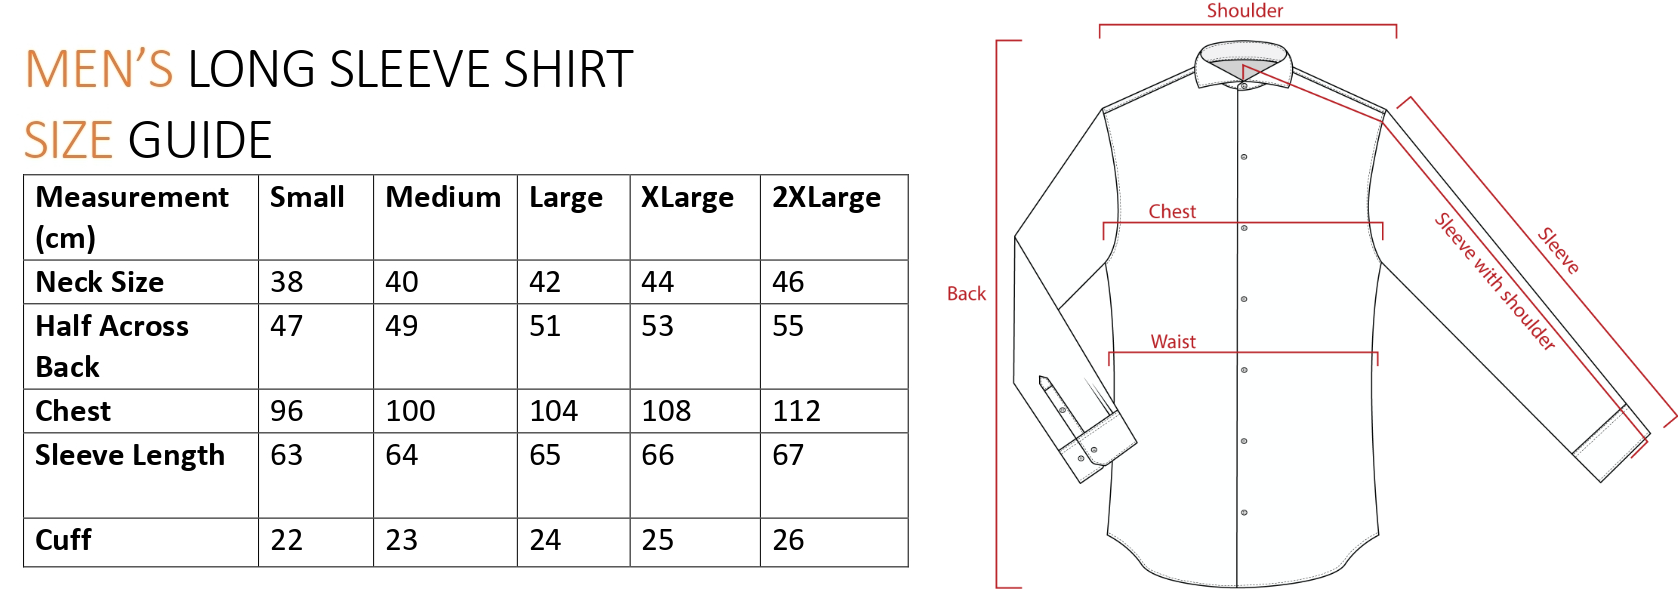 MEN’S LONG SLEEVE SHIRT
SIZE GUIDE
Measurement (cm) Small Medium Large XLarge 2XLarge
Neck Size 38 40 42 44 46
Half Across Back 47 49 51 53 55
Chest 96 100 104 108 112
Sleeve Length 63 64 65 66 67
Cuff 22 23 24 25 26
Shoulder
Chest
Sleeve
Sleeve with shoulder
Back
Waist